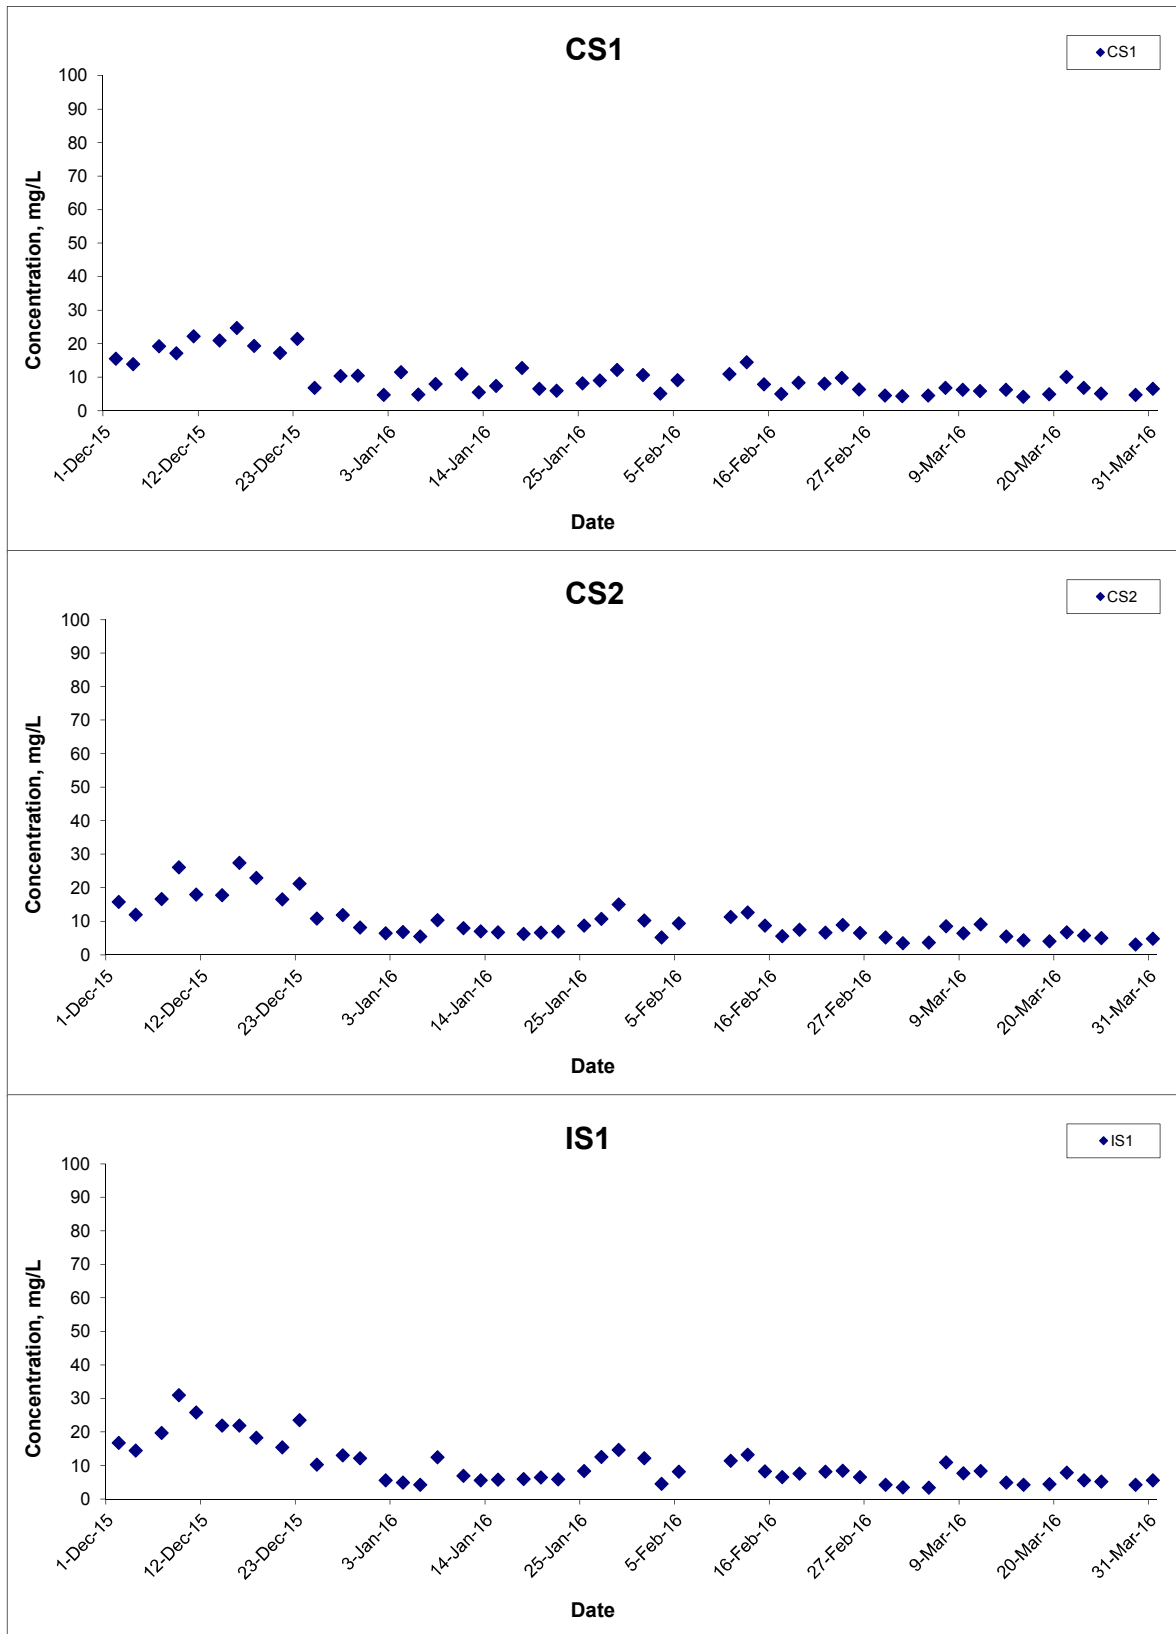 CS1
CS1
100
90
80
70
60
50
40
30
20
10
0
Concentration, mg/L
1-Dec-15
12-Dec-15
23-Dec-15
3-Jan-16
14-Jan-16
25-Jan-16
5-Feb-16
16-Feb-16
27-Feb-16
9-Mar-16
20-Mar-16
31-Mar-16
Date
CS2
CS2
100
90
80
70
60
50
40
30
20
10
0
Concentration, mg/L
1-Dec-15
12-Dec-15
23-Dec-15
3-Jan-16
14-Jan-16
25-Jan-16
5-Feb-16
16-Feb-16
27-Feb-16
9-Mar-16
20-Mar-16
31-Mar-16
Date
IS1
IS1
100
90
80
70
60
50
40
30
20
10
0
Concentration, mg/L
1-Dec-15
12-Dec-15
23-Dec-15
3-Jan-16
14-Jan-16
25-Jan-16
5-Feb-16
16-Feb-16
27-Feb-16
9-Mar-16
20-Mar-16
31-Mar-16
Date